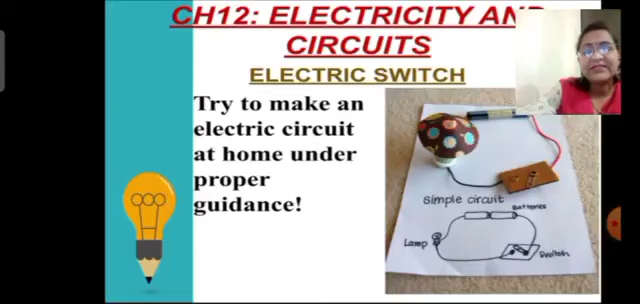 CH12: ELECTRICITY AND
CIRCUITS
ELECTRIC SWITCH
Try to make an
electric circuit
at home under
proper
guidance!
Simple circuit
Batteries
Lamp
Switch